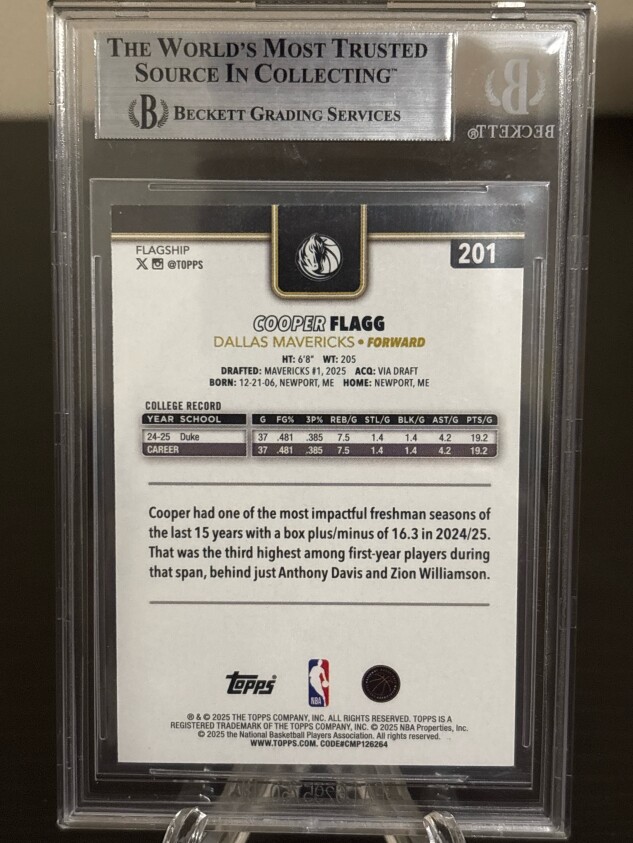 THE WORLD'S MOST TRUSTED
SOURCE IN COLLECTING™
B BECKETT GRADING SERVICES
B
BECKETT®
FLAGSHIP
X @TOPPS
201
COOPER FLAGG
DALLAS MAVERICKS • FORWARD
HT: 6'8" WT: 205
DRAFTED: MAVERICKS #1, 2025 ACQ: VIA DRAFT
BORN: 12-21-06, NEWPORT, ME HOME: NEWPORT, ME
COLLEGE RECORD
YEAR SCHOOL G FG% 3P% REB/G STL/G BLK/G AST/G PTS/G
24-25 Duke 37 .481 .385 7.5 1.4 1.4 4.2 19.2
CAREER 37 .481 .385 7.5 1.4 1.4 4.2 19.2
Cooper had one of the most impactful freshman seasons of
the last 15 years with a box plus/minus of 16.3 in 2024/25.
That was the third highest among first-year players during
that span, behind just Anthony Davis and Zion Williamson.
topps®
NBA
® & © 2025 THE TOPPS COMPANY, INC. ALL RIGHTS RESERVED. TOPPS IS A
REGISTERED TRADEMARK OF THE TOPPS COMPANY, INC. © 2025 NBA Properties, Inc.
© 2025 the National Basketball Players Association. All rights reserved.
WWW.TOPPS.COM. CODE#CMP126264